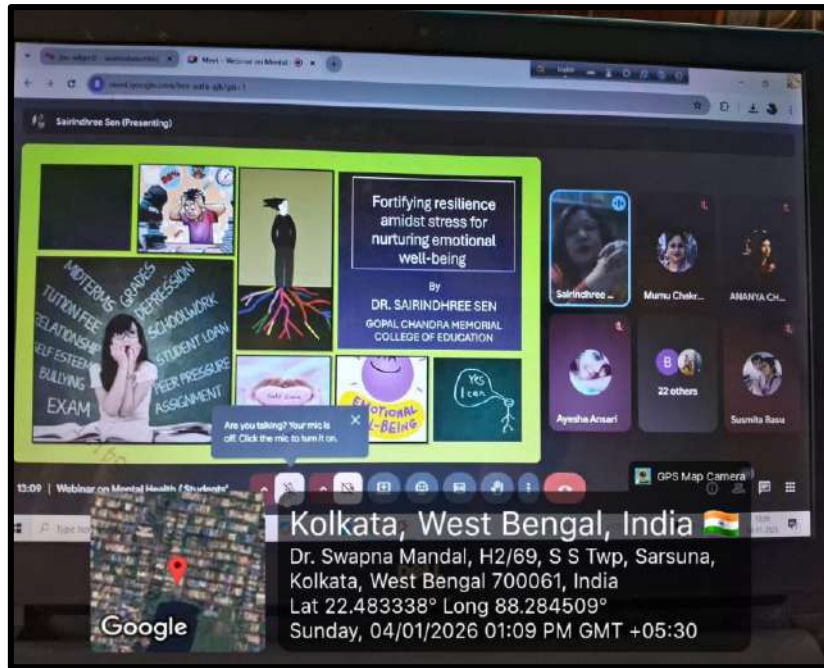 Meet - Webinar on Mental
Sairindhree Sen (Presenting)
Fortifying resilience
amidst stress for
nurturing emotional
well-being
By
DR. SAIRINDHREE SEN
GOPAL CHANDRA MEMORIAL
COLLEGE OF EDUCATION
MIDTERMS
GRADES
DEPRESSION
TUTION FEE
SCHOOLWORK
RELATIONSHIP
STUDENT LOAN
SELF ESTEEM
PEER PRESSURE
BULLYING
ASSIGNMENT
EXAM
EMOTIONAL
L-BEING
Yes
I can
Sairindhree ...
Mumu Chakr...
ANANYA CH...
Ayesha Ansari
B
22 others
Susmita Basu
Are you talking? Your mic is
off. Click the mic to turn it on.
13:09 | Webinar on Mental Health ( Students'
GPS Map Camera
Google
Kolkata, West Bengal, India
Dr. Swapna Mandal, H2/69, S S Twp, Sarsuna,
Kolkata, West Bengal 700061, India
Lat 22.483338° Long 88.284509°
Sunday, 04/01/2026 01:09 PM GMT +05:30